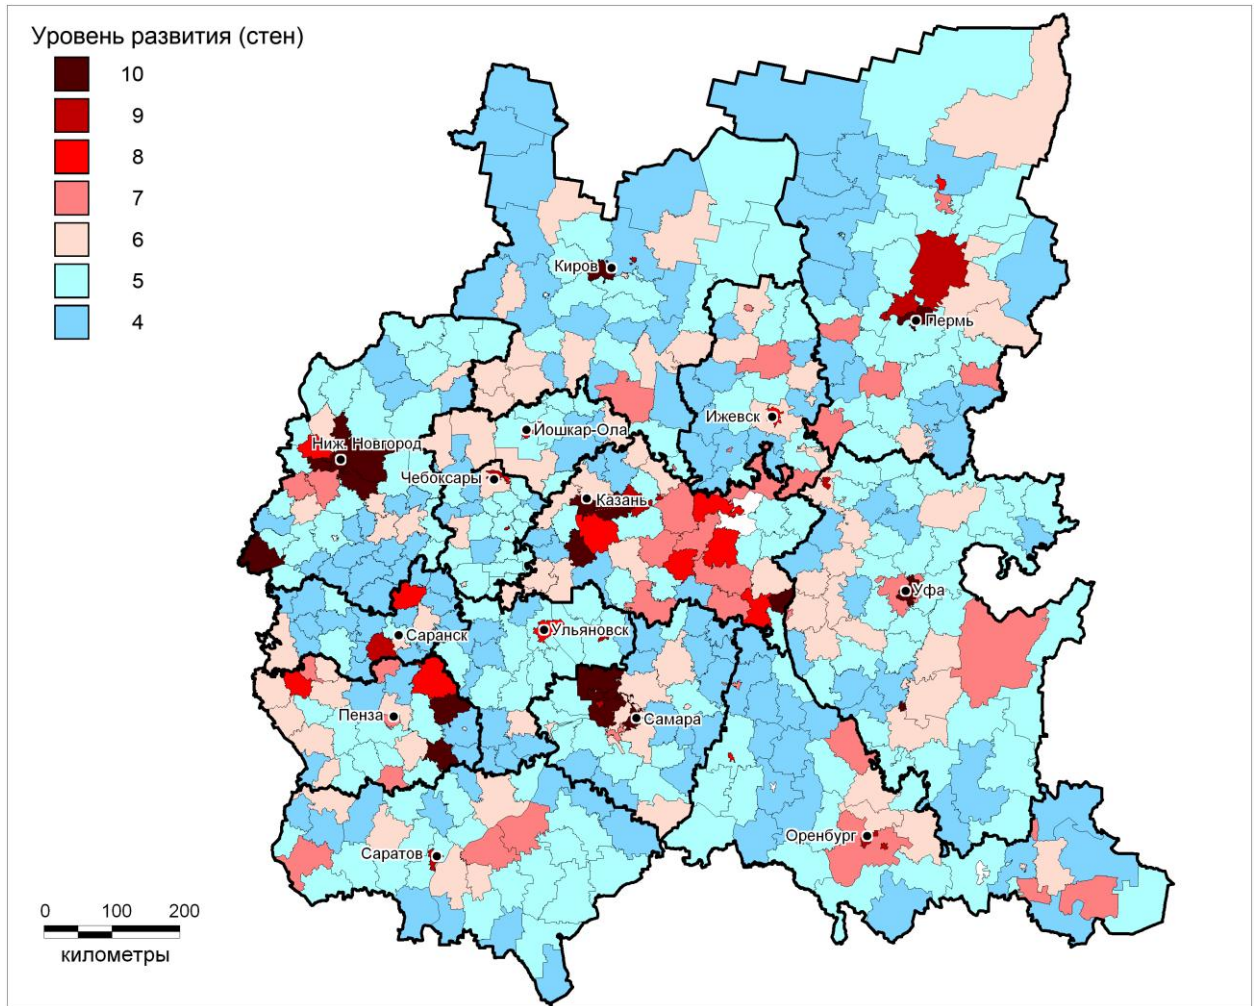 Уровень развития (стен)
10
9
8
7
6
5
4
Киров
Пермь
Ижевск
Йошкар-Ола
Ниж. Новгород
Чебоксары
Казань
Уфа
Ульяновск
Саранск
Пенза
Самара
Оренбург
Саратов
0 100 200
километры